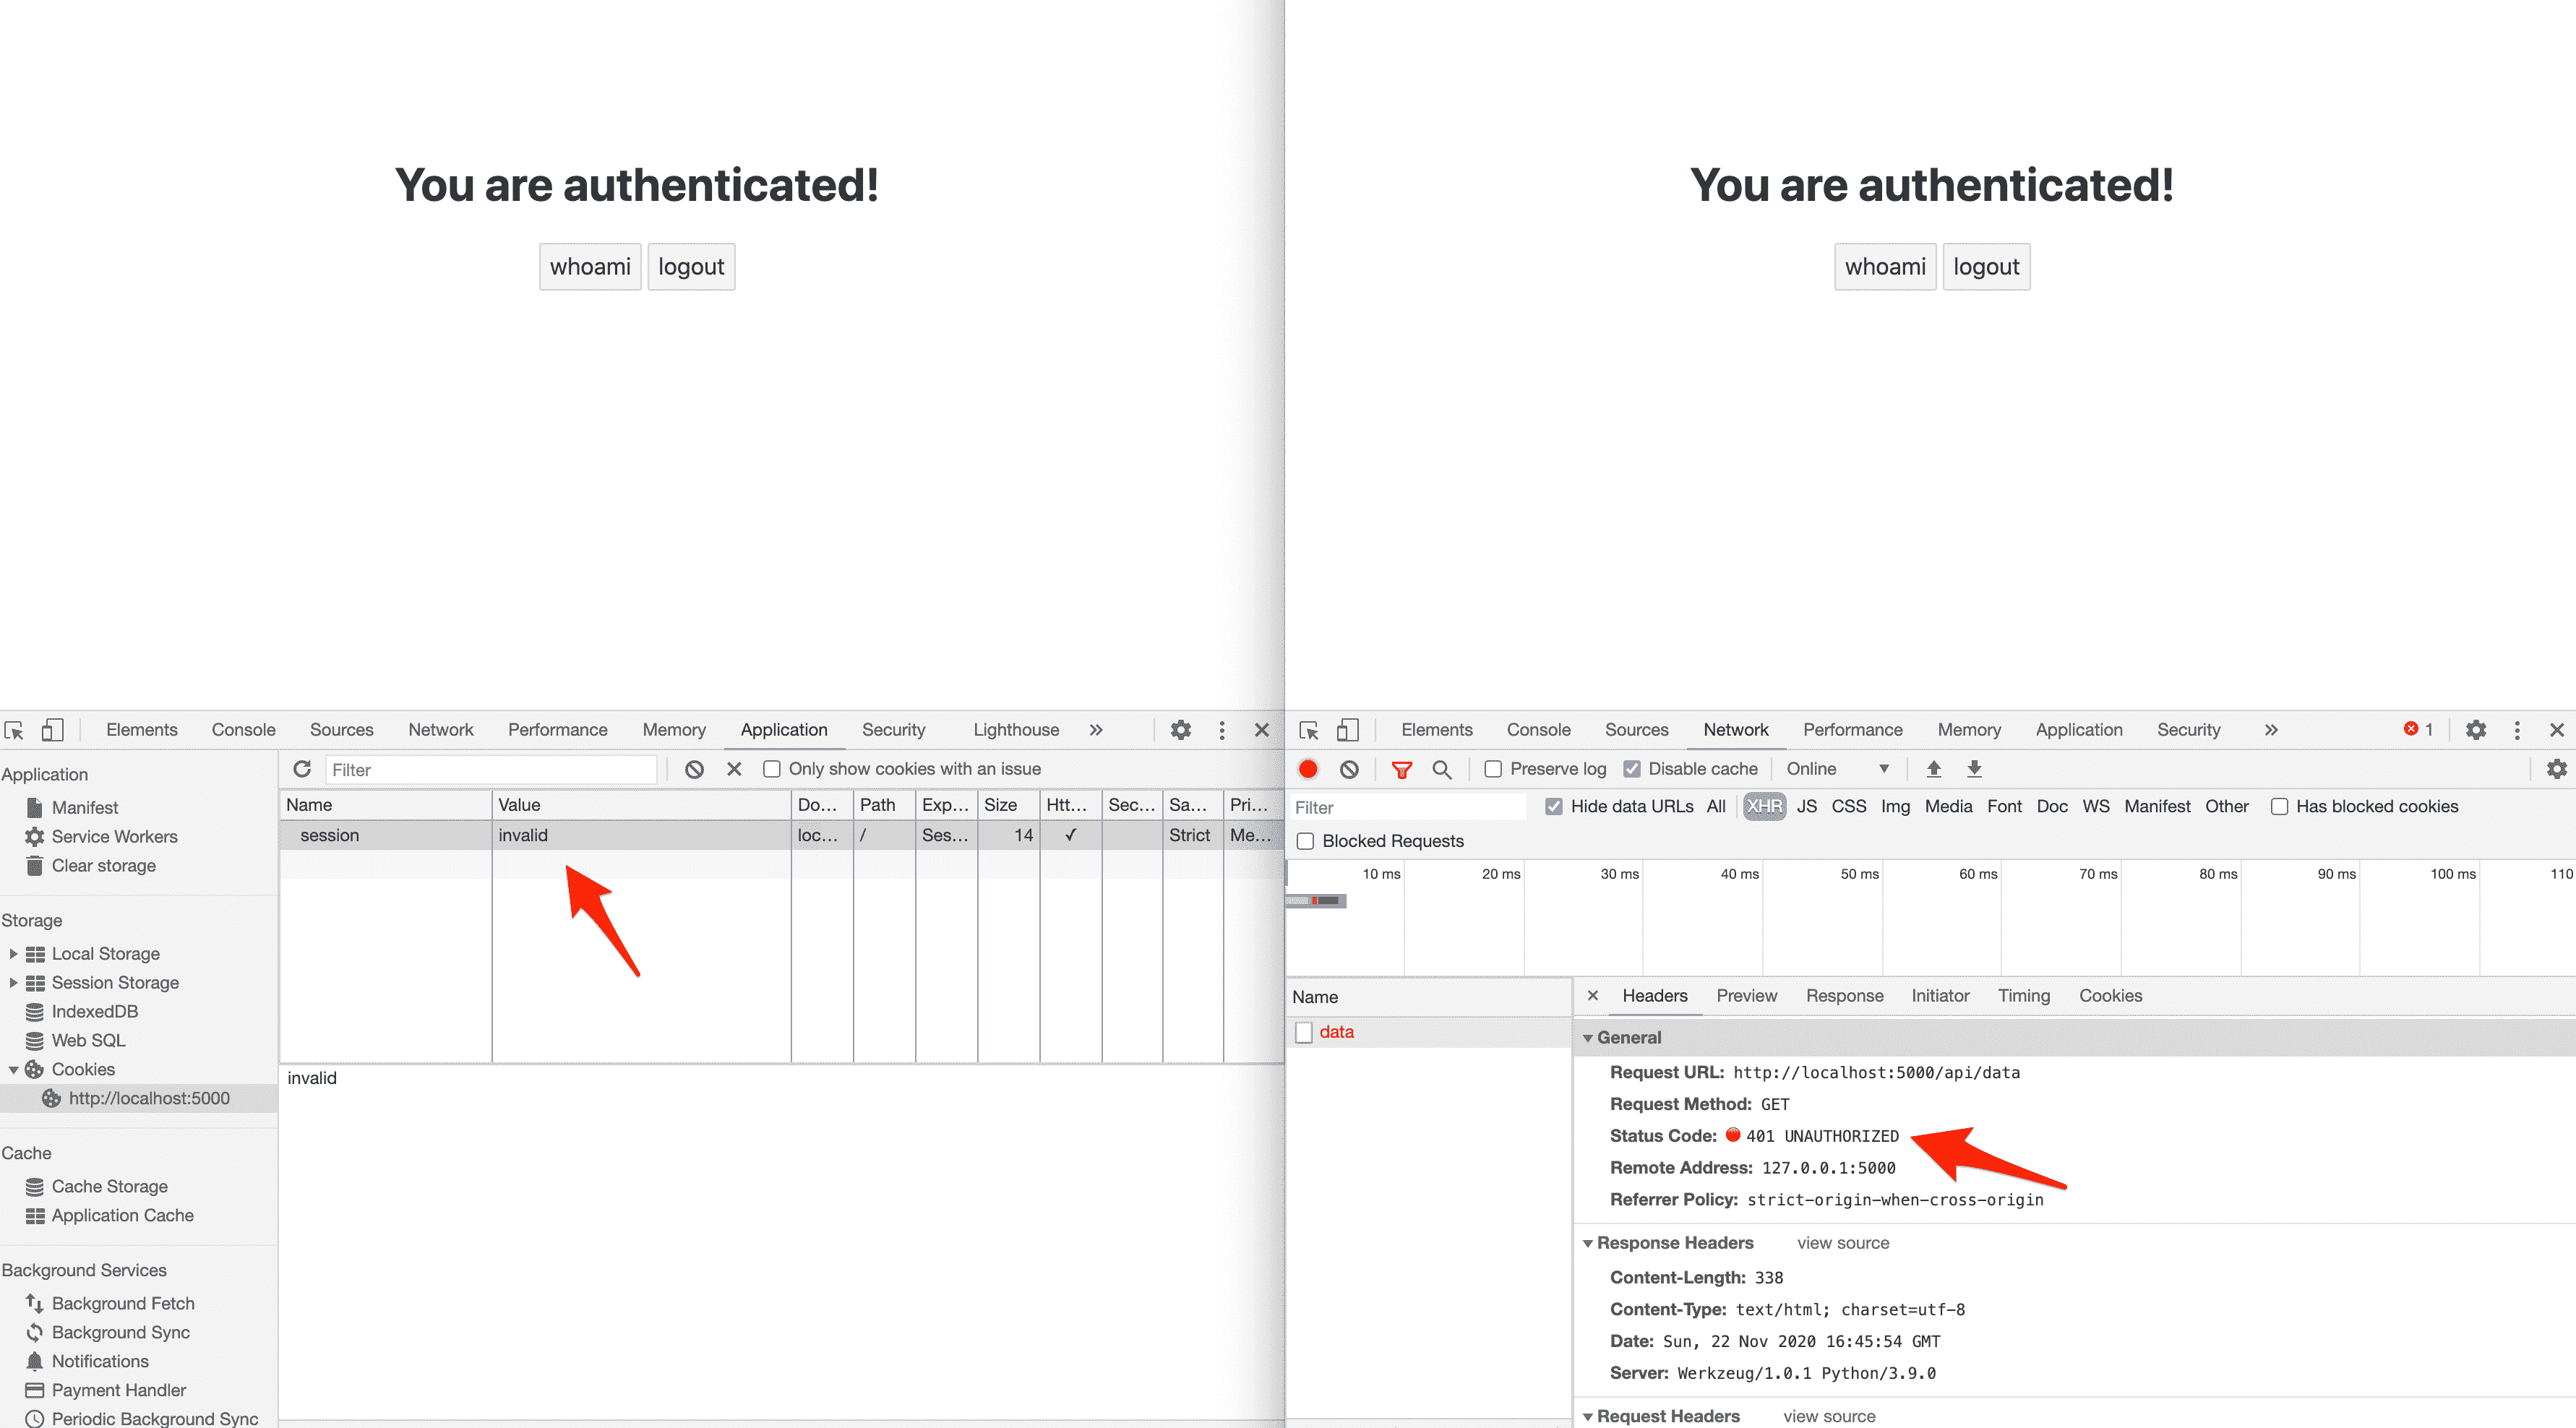 You are authenticated!
whoami logout
Elements Console Sources Network Performance Memory Application Security Lighthouse »
Application
Manifest
Service Workers
Clear storage
Storage
Local Storage
Session Storage
IndexedDB
Web SQL
Cookies
http://localhost:5000
Cache
Cache Storage
Application Cache
Background Services
Background Fetch
Background Sync
Notifications
Payment Handler
Periodic Background Sync
Filter Only show cookies with an issue
Name Value Do... Path Exp... Size Htt... Sec... Sa... Pri...
session invalid loc... / Ses... 14 ✓ Strict Me...
invalid
You are authenticated!
whoami logout
Elements Console Sources Network Performance Memory Application Security » 1
Preserve log Disable cache Online
Filter Hide data URLs All XHR JS CSS Img Media Font Doc WS Manifest Other Has blocked cookies
Blocked Requests
10 ms 20 ms 30 ms 40 ms 50 ms 60 ms 70 ms 80 ms 90 ms 100 ms 110
Name
data
Headers Preview Response Initiator Timing Cookies
General
Request URL: http://localhost:5000/api/data
Request Method: GET
Status Code: 401 UNAUTHORIZED
Remote Address: 127.0.0.1:5000
Referrer Policy: strict-origin-when-cross-origin
Response Headers view source
Content-Length: 338
Content-Type: text/html; charset=utf-8
Date: Sun, 22 Nov 2020 16:45:54 GMT
Server: Werkzeug/1.0.1 Python/3.9.0
Request Headers view source